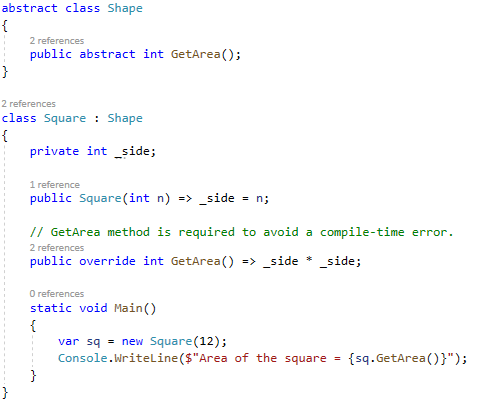 abstract class Shape
{
2 references
public abstract int GetArea();
}
2 references
class Square : Shape
{
private int _side;
1 reference
public Square(int n) => _side = n;
// GetArea method is required to avoid a compile-time error.
2 references
public override int GetArea() => _side * _side;
0 references
static void Main()
{
var sq = new Square(12);
Console.WriteLine($"Area of the square = {sq.GetArea()}");
}
}